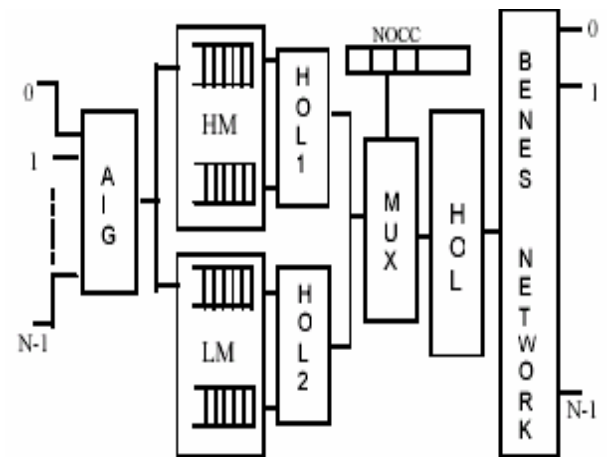 0
1
N-1
AIG
HM
LM
HOL1
HOL2
NOCC
MUX
HOL
BENES NETWORK
0
1
N-1